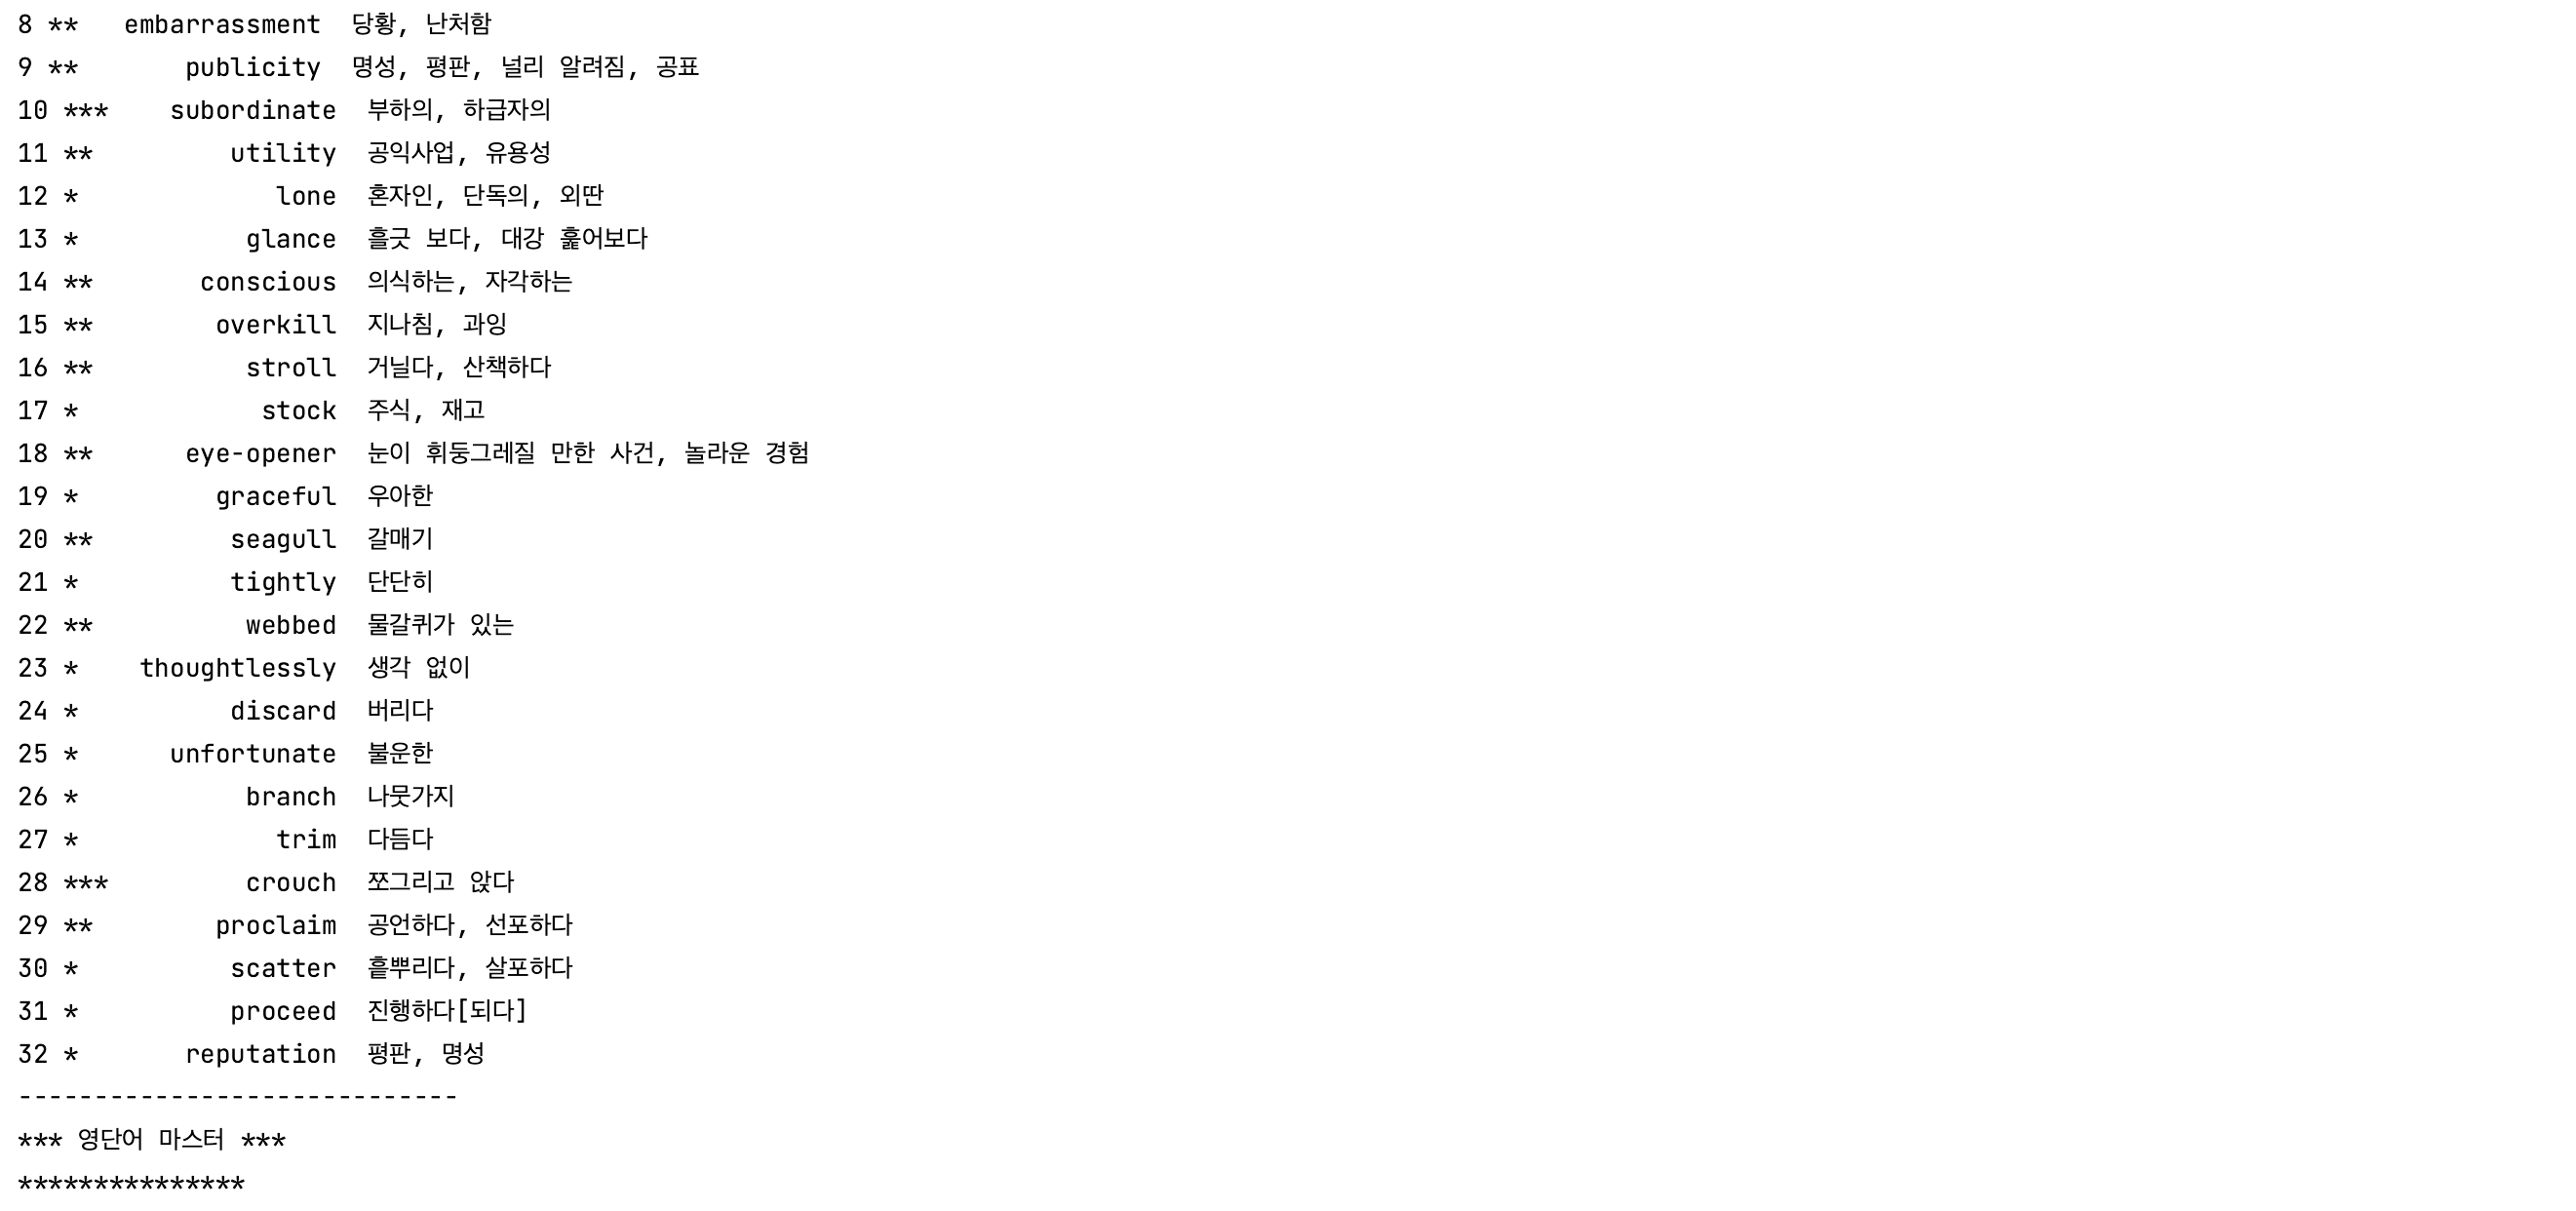 8 **   embarrassment  당황, 난처함
9 **       publicity  명성, 평판, 널리 알려짐, 공표
10 ***    subordinate  부하의, 하급자의
11 **         utility  공익사업, 유용성
12 *             lone  혼자인, 단독의, 외딴
13 *           glance  흘긋 보다, 대강 훑어보다
14 **       conscious  의식하는, 자각하는
15 **        overkill  지나침, 과잉
16 **          stroll  거닐다, 산책하다
17 *            stock  주식, 재고
18 **      eye-opener  눈이 휘둥그레질 만한 사건, 놀라운 경험
19 *         graceful  우아한
20 **         seagull  갈매기
21 *          tightly  단단히
22 **          webbed  물갈퀴가 있는
23 *    thoughtlessly  생각 없이
24 *          discard  버리다
25 *      unfortunate  불운한
26 *           branch  나뭇가지
27 *             trim  다듬다
28 ***         crouch  쪼그리고 앉다
29 **        proclaim  공언하다, 선포하다
30 *          scatter  흩뿌리다, 살포하다
31 *          proceed  진행하다[되다]
32 *       reputation  평판, 명성
-----------------------------
*** 영단어 마스터 ***
***************